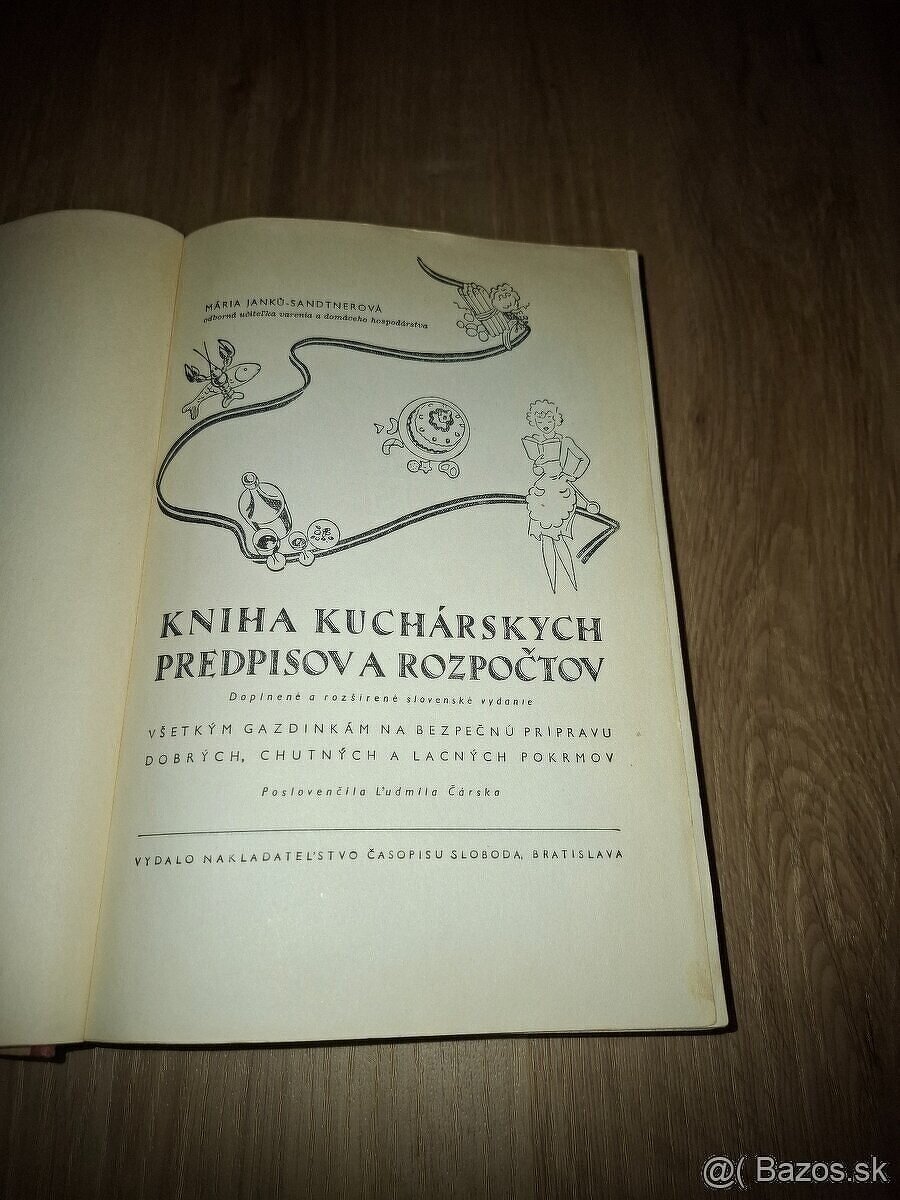 MÁRIA JANKŮ-SANDTNEROVÁ
odborná učiteľka varenia a domáceho hospodárstva
KNIHA KUCHÁRSKYCH
PREDPISOV A ROZPOČTOV
Doplnené a rozšírené slovenské vydanie
VŠETKÝM GAZDINKÁM NA BEZPEČNÚ PRÍPRAVU
DOBRÝCH, CHUTNÝCH A LACNÝCH POKRMOV
Poslovenčila Ľudmila Čárska
VYDALO NAKLADATEĽSTVO ČASOPISU SLOBODA, BRATISLAVA
@( Bazos.sk